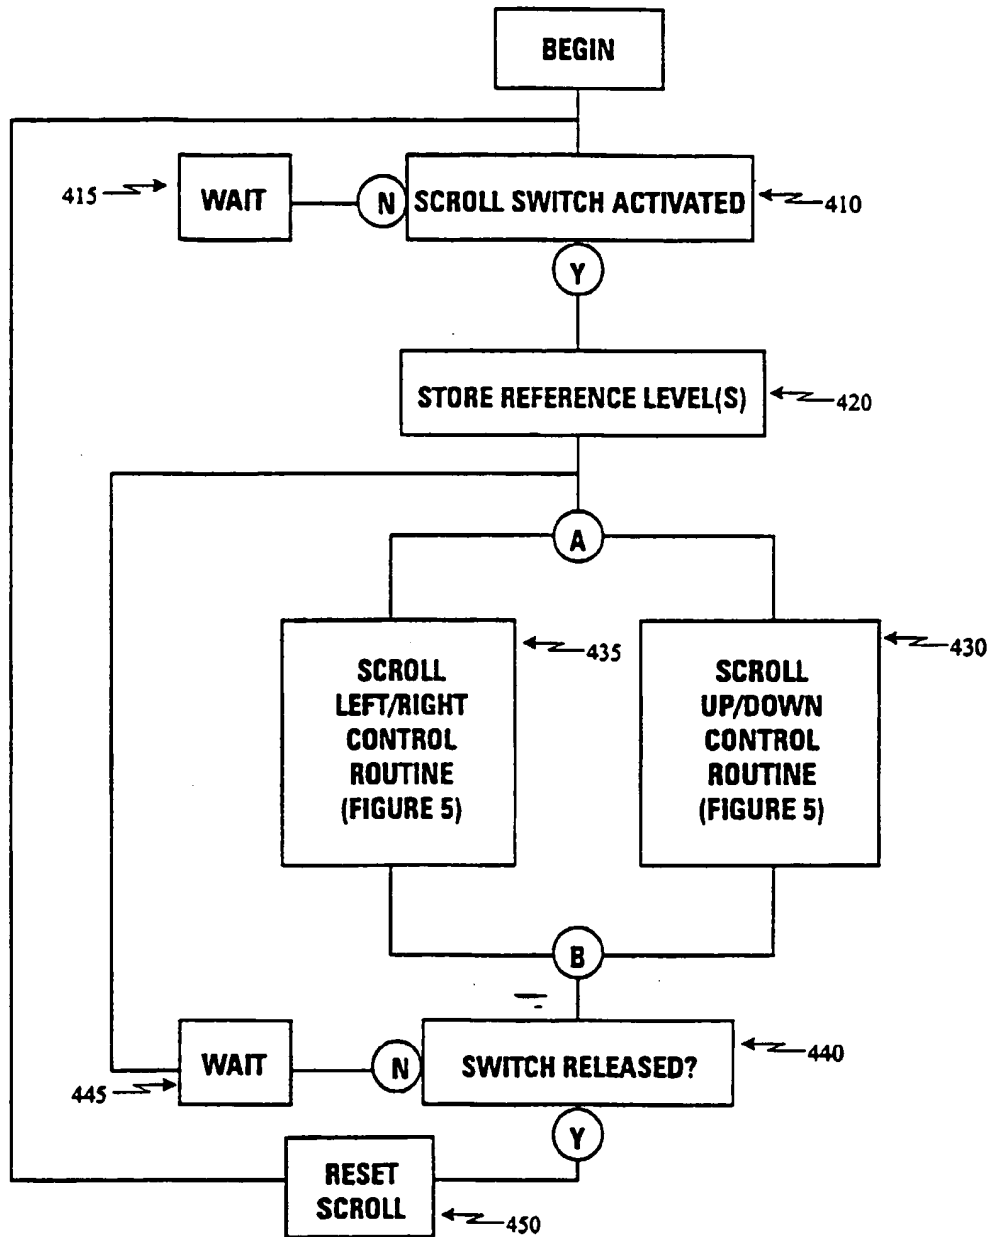 BEGIN
415
WAIT
N
SCROLL SWITCH ACTIVATED
410
Y
STORE REFERENCE LEVEL(S)
420
A
SCROLL
LEFT/RIGHT
CONTROL
ROUTINE
(FIGURE 5)
435
SCROLL
UP/DOWN
CONTROL
ROUTINE
(FIGURE 5)
430
B
WAIT
445
N
SWITCH RELEASED?
440
Y
RESET
SCROLL
450